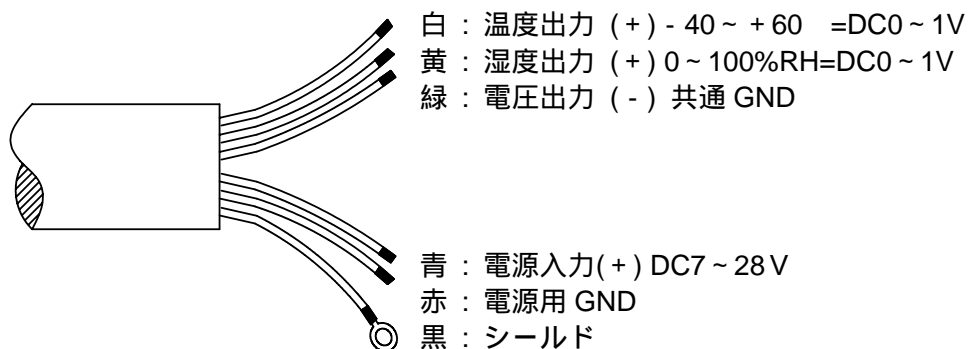 白 : 温度出力 (+) - 40 ~ +60 =DC0 ~ 1V
黄 : 湿度出力 (+) 0 ~ 100%RH=DC0 ~ 1V
緑 : 電圧出力 (-) 共通 GND
青 : 電源入力(+) DC7 ~ 28V
赤 : 電源用 GND
黒 : シールド